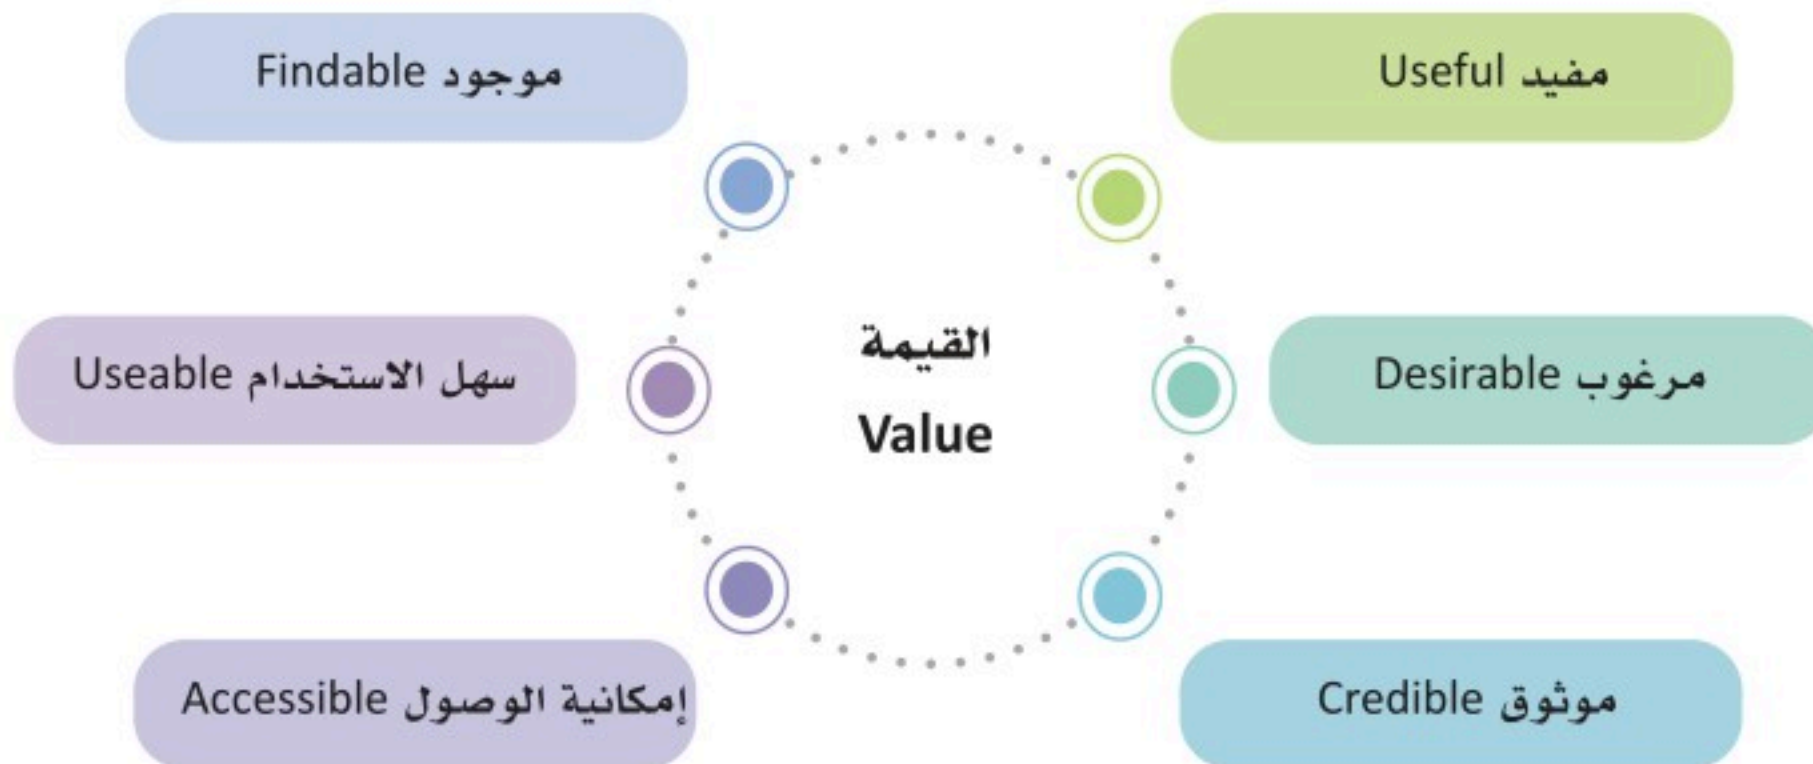 مفيد Useful
موجود Findable
مرغوب Desirable
القيمة
Value
سهل الاستخدام Useable
موثوق Credible
إمكانية الوصول Accessible